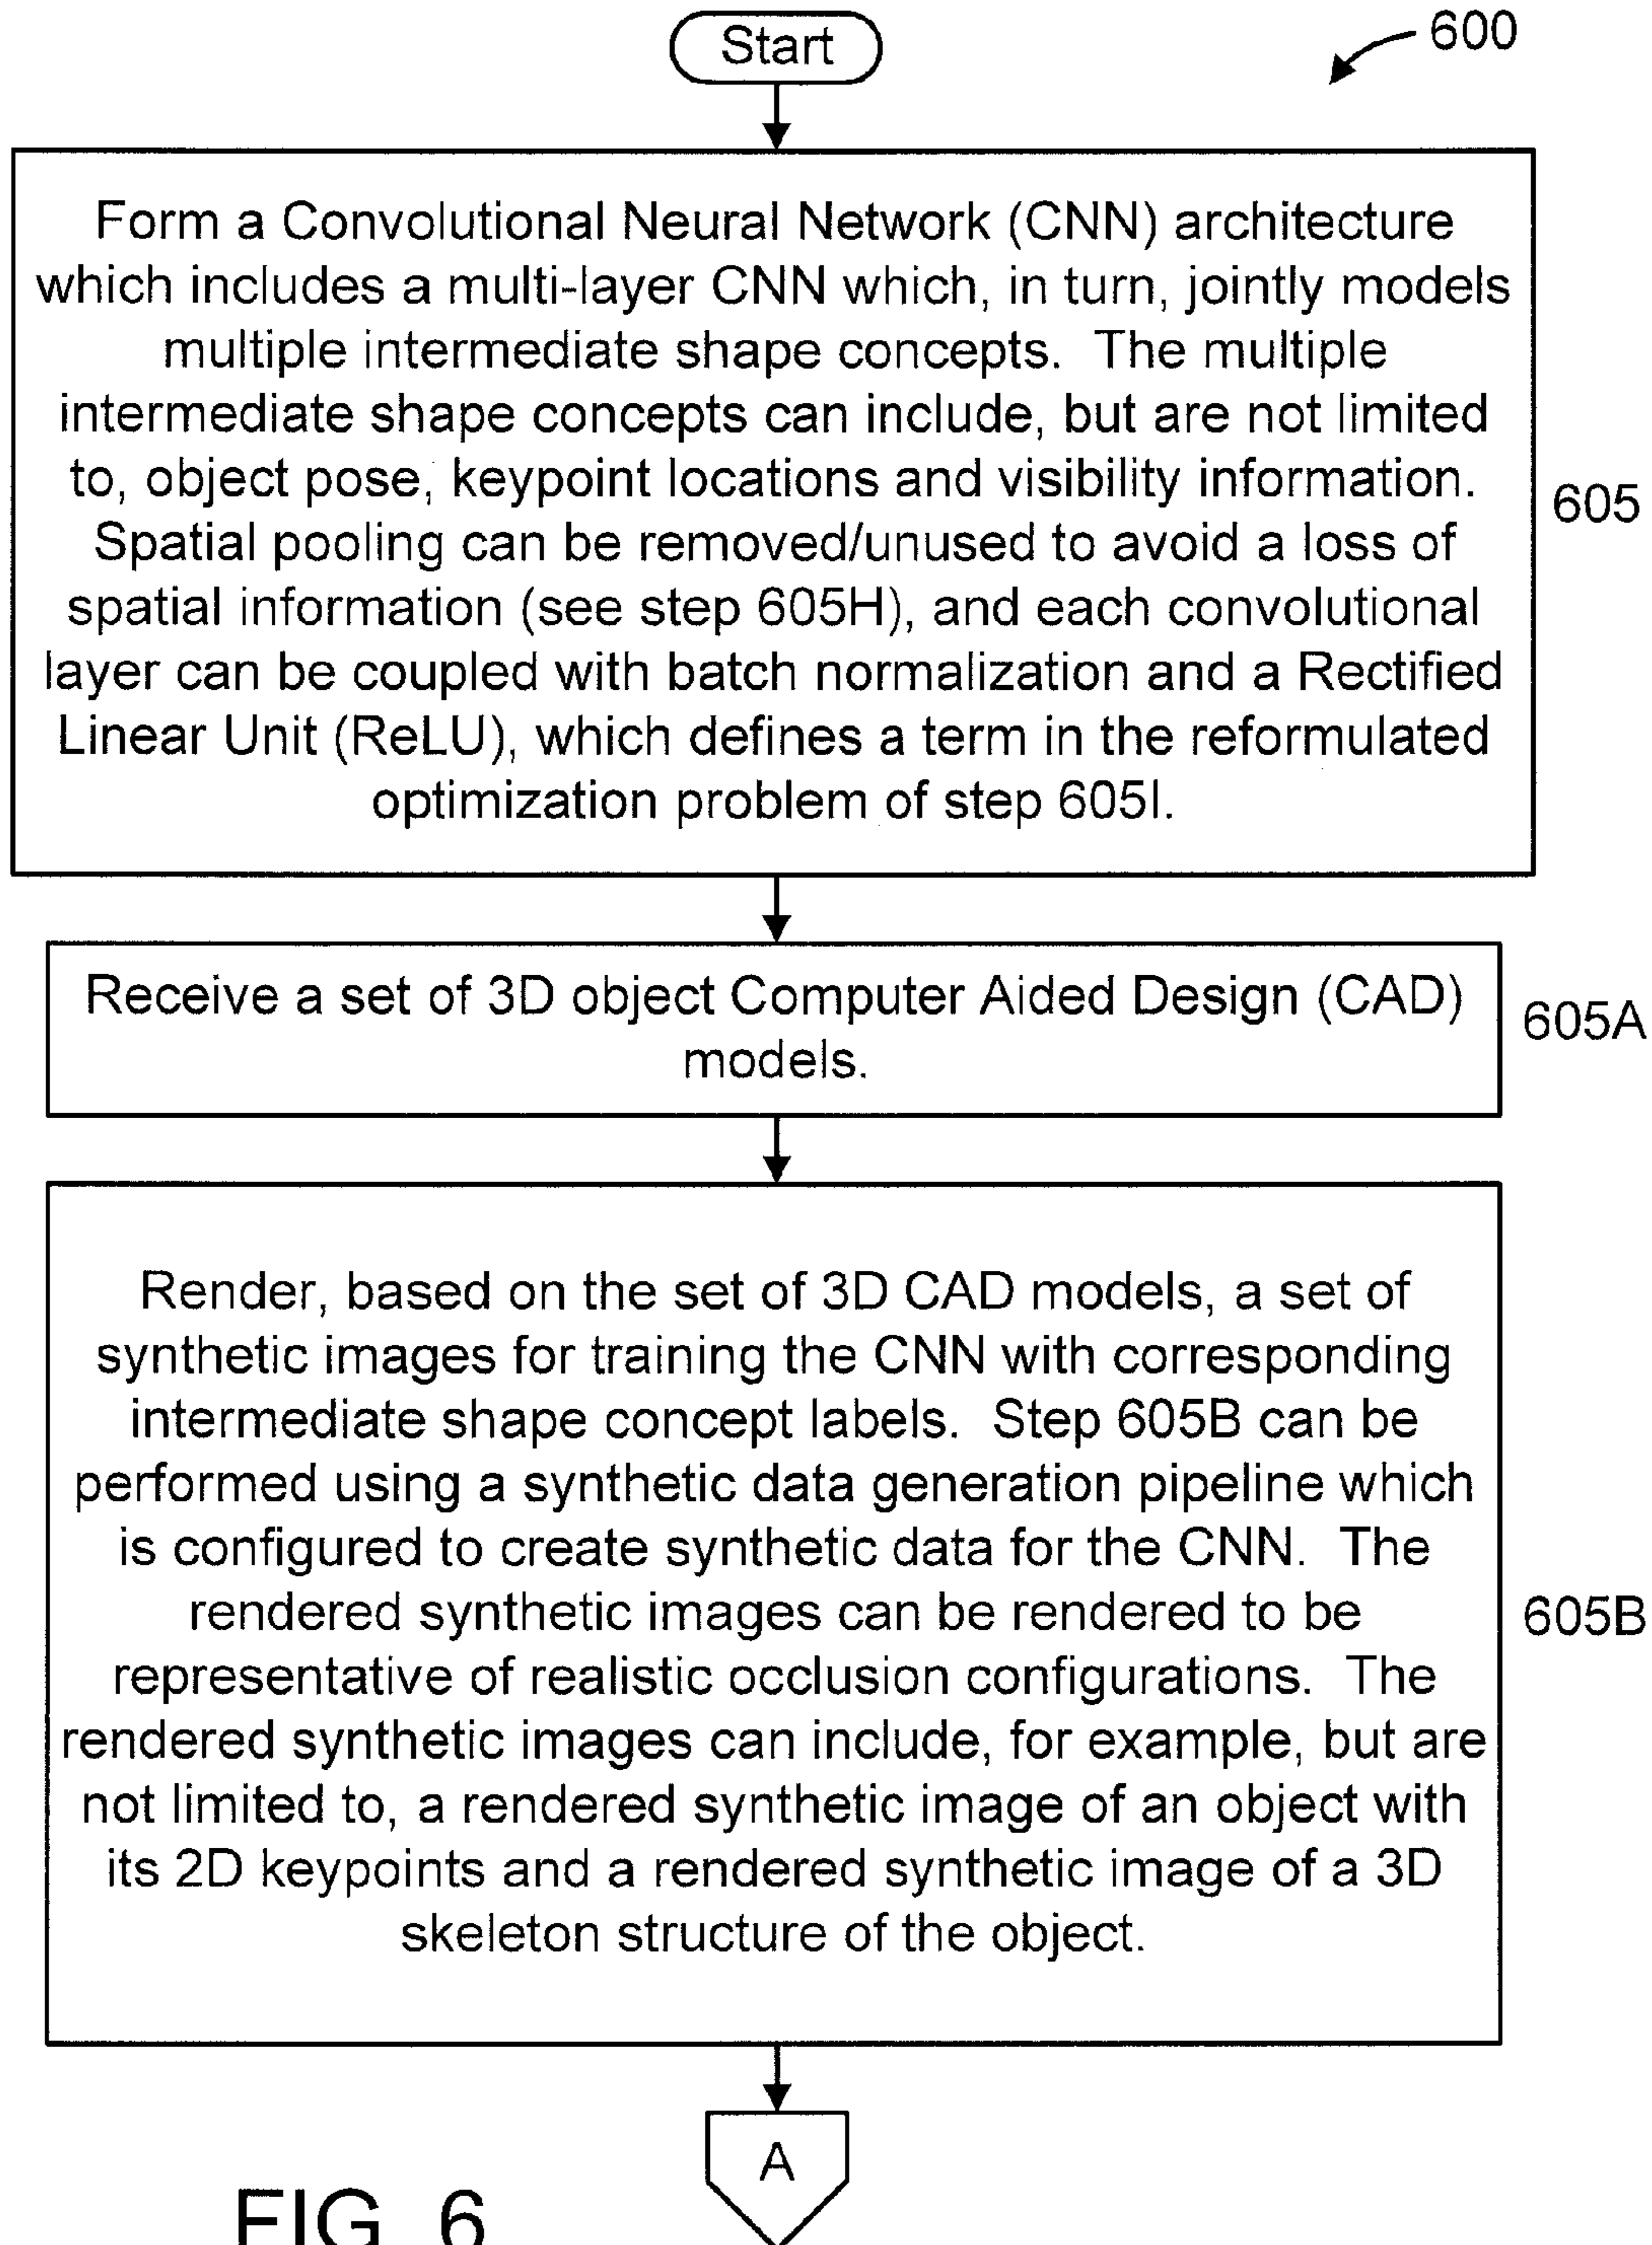 Start
600
Form a Convolutional Neural Network (CNN) architecture
which includes a multi-layer CNN which, in turn, jointly models
multiple intermediate shape concepts. The multiple
intermediate shape concepts can include, but are not limited
to, object pose, keypoint locations and visibility information.
Spatial pooling can be removed/unused to avoid a loss of
spatial information (see step 605H), and each convolutional
layer can be coupled with batch normalization and a Rectified
Linear Unit (ReLU), which defines a term in the reformulated
optimization problem of step 605I.
605
Receive a set of 3D object Computer Aided Design (CAD)
models.
605A
Render, based on the set of 3D CAD models, a set of
synthetic images for training the CNN with corresponding
intermediate shape concept labels. Step 605B can be
performed using a synthetic data generation pipeline which
is configured to create synthetic data for the CNN. The
rendered synthetic images can be rendered to be
representative of realistic occlusion configurations. The
rendered synthetic images can include, for example, but are
not limited to, a rendered synthetic image of an object with
its 2D keypoints and a rendered synthetic image of a 3D
skeleton structure of the object.
605B
A
FIG. 6